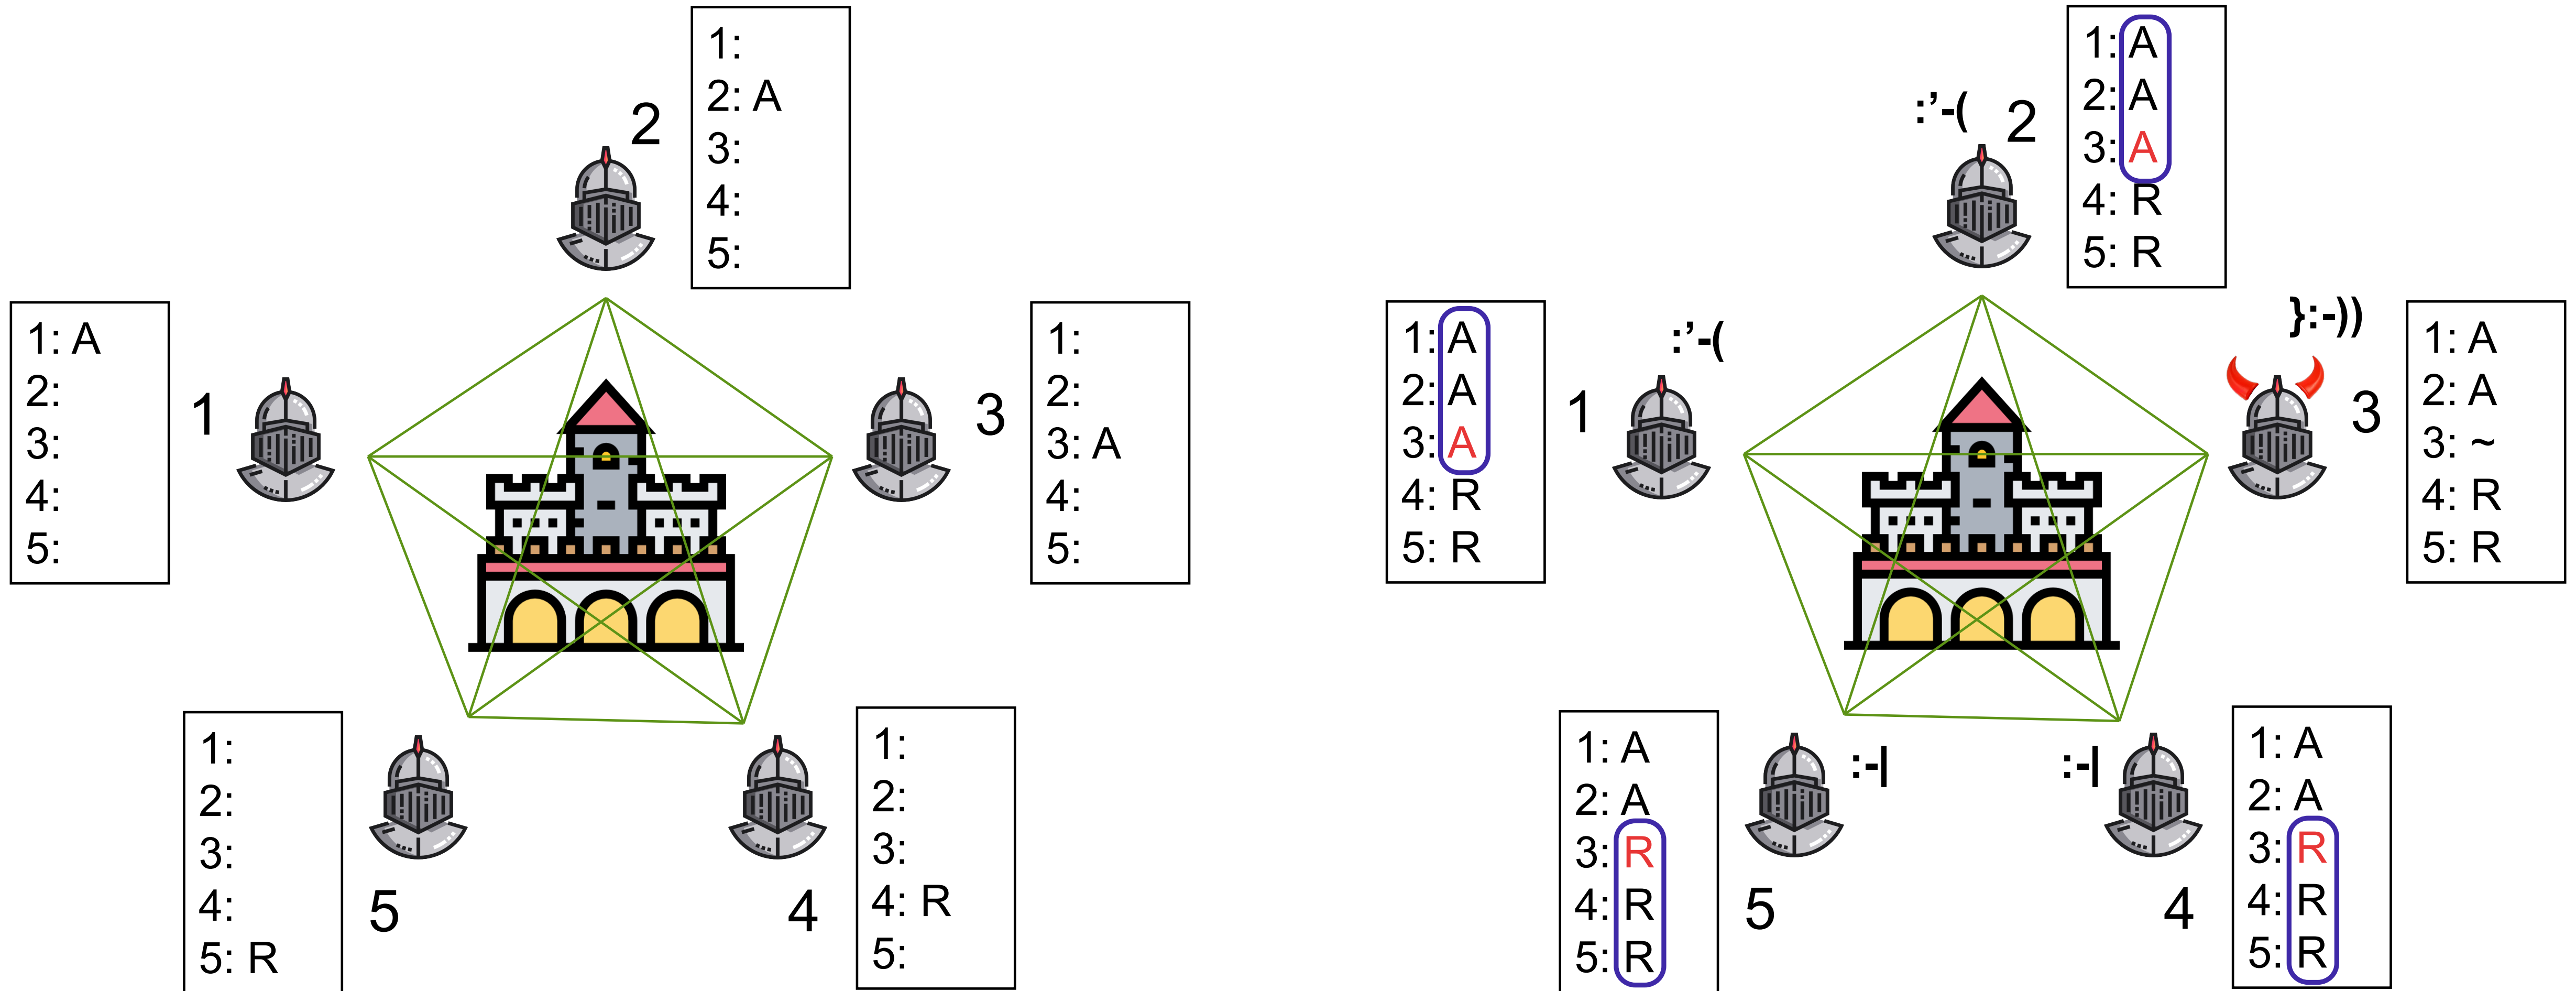 1:
2: A
3:
4:
5:
2
1: A
2:
3:
4:
5:
1
1:
2:
3: A
4:
5:
3
1:
2:
3:
4:
5: R
5
1:
2:
3:
4: R
5:
4
1: A
2: A
3: A
4: R
5: R
:’-( 2
1: A
2: A
3: A
4: R
5: R
:’-(
1
}:-))
1: A
2: A
3: ~
4: R
5: R
3
1: A
2: A
3: R
4: R
5: R
:-|
5
1: A
2: A
3: R
4: R
5: R
:-|
4